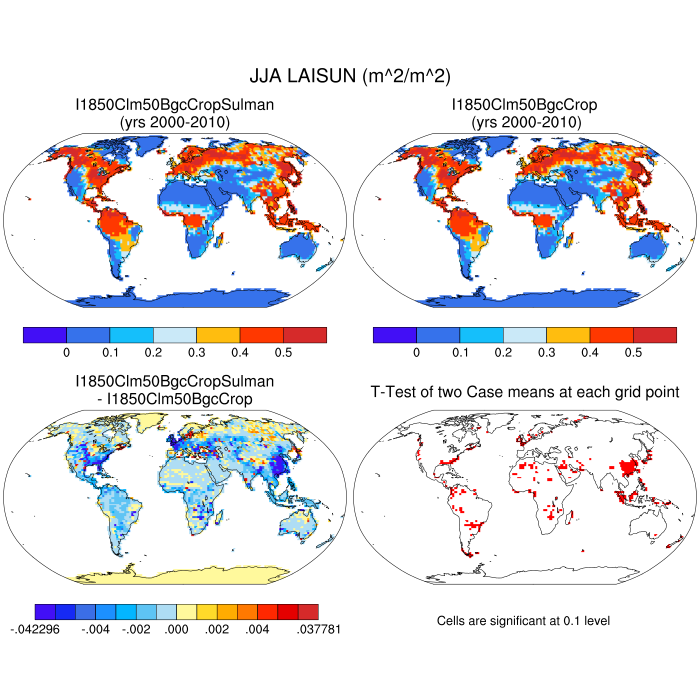 JJA LAISUN (m^2/m^2)
I1850Clm50BgcCropSulman
(yrs 2000-2010)
I1850Clm50BgcCrop
(yrs 2000-2010)
0 0.1 0.2 0.3 0.4 0.5
0 0.1 0.2 0.3 0.4 0.5
I1850Clm50BgcCropSulman
- I1850Clm50BgcCrop
T-Test of two Case means at each grid point
-.042296 -.004 -.002 .000 .002 .004 .037781
Cells are significant at 0.1 level